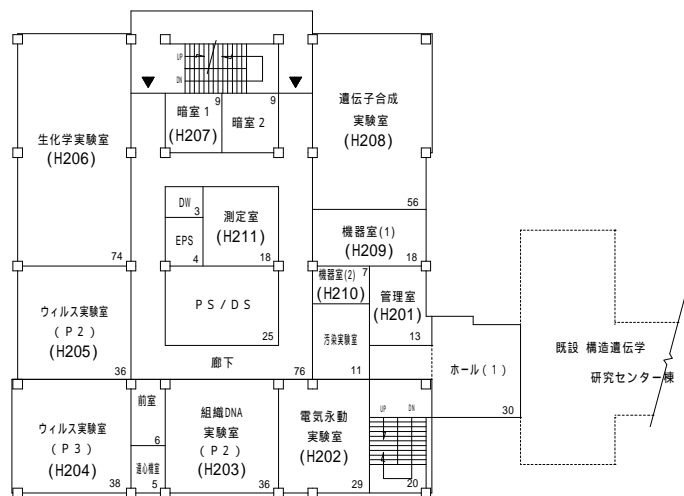 UP
DN
9
9
暗室1
(H207)
暗室2
遺伝子合成
実験室
(H208)
56
生化学実験室
(H206)
74
DW
3
EPS
4
測定室
(H211)
18
機器室(1)
(H209)
18
機器室(2)
7
(H210)
管理室
(H201)
13
PS/DS
25
汚染実験室
11
ウィルス実験室
(P2)
(H205)
36
廊下
76
ホール(1)
30
既設 構造遺伝学
研究センター棟
ウィルス実験室
(P3)
(H204)
38
前室
6
遠心機室
5
組織DNA
実験室
(P2)
(H203)
36
電気永動
実験室
(H202)
29
UP
DN
20